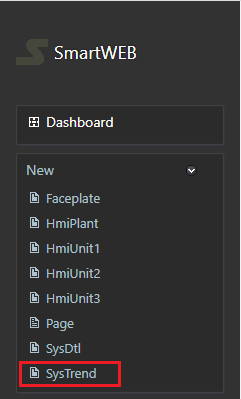 SmartWEB
Dashboard
New
Faceplate
HmiPlant
HmiUnit1
HmiUnit2
HmiUnit3
Page
SysDtl
SysTrend